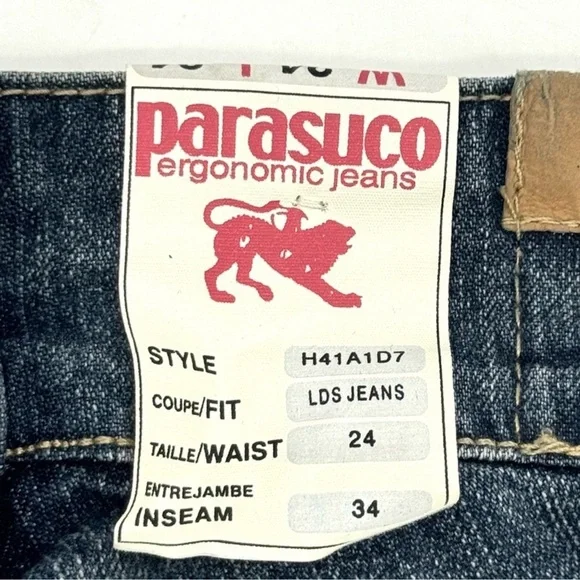 parasuco
ergonomic jeans
STYLE H41A1D7
COUPE/FIT LDS JEANS
TAILLE/WAIST 24
ENTREJAMBE
INSEAM 34